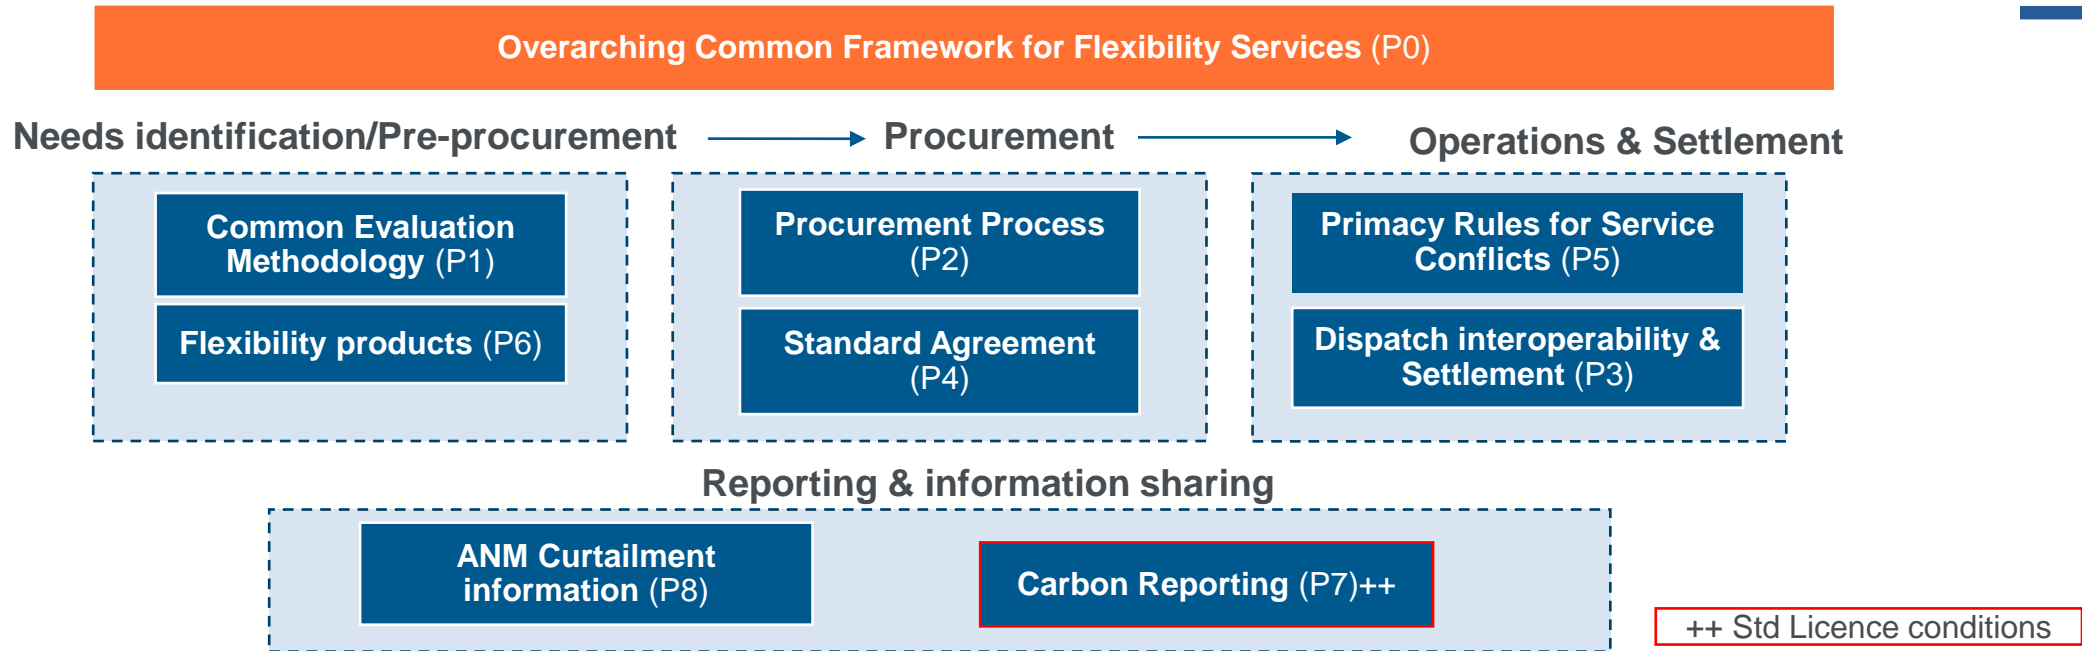 Overarching Common Framework for Flexibility Services (P0)
Needs identification/Pre-procurement
Procurement
Operations & Settlement
Common Evaluation
Methodology (P1)
Flexibility products (P6)
Procurement Process
(P2)
Standard Agreement
(P4)
Primacy Rules for Service
Conflicts (P5)
Dispatch interoperability &
Settlement (P3)
Reporting & information sharing
ANM Curtailment
information (P8)
Carbon Reporting (P7)++
++ Std Licence conditions